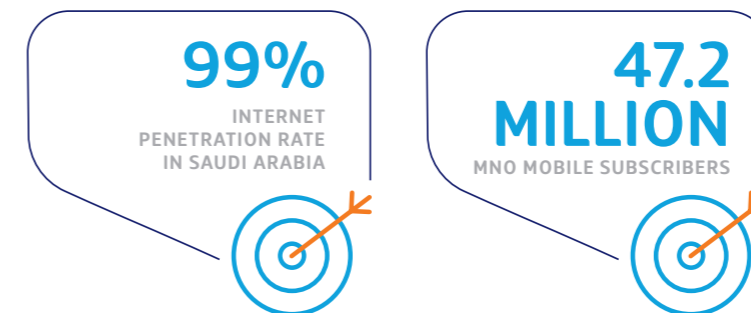 99%
INTERNET
PENETRATION RATE
IN SAUDI ARABIA
47.2
MILLION
MNO MOBILE SUBSCRIBERS